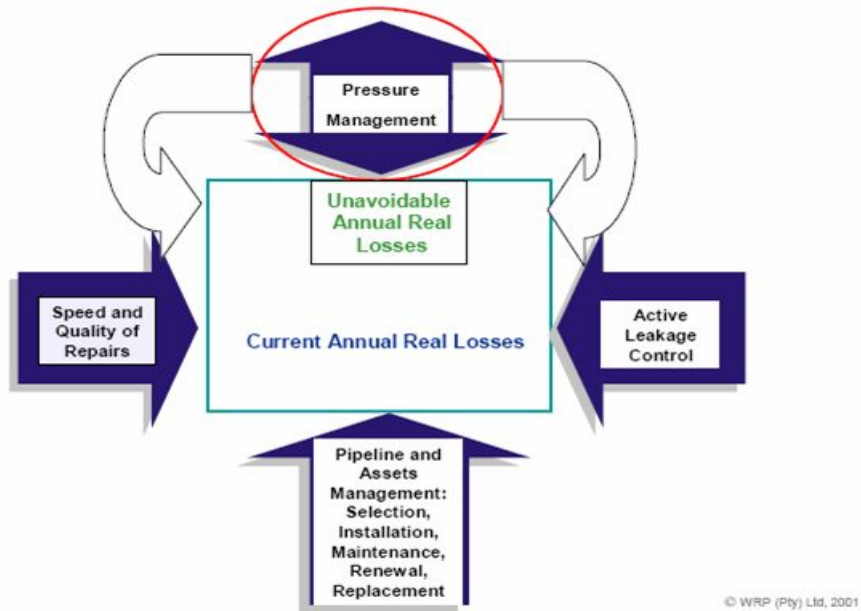 Pressure
Management
Unavoidable
Annual Real
Losses
Speed and
Quality of
Repairs
Current Annual Real Losses
Active
Leakage
Control
Pipeline and
Assets
Management:
Selection,
Installation,
Maintenance,
Renewal,
Replacement
© WRP (Pty) Ltd, 2001